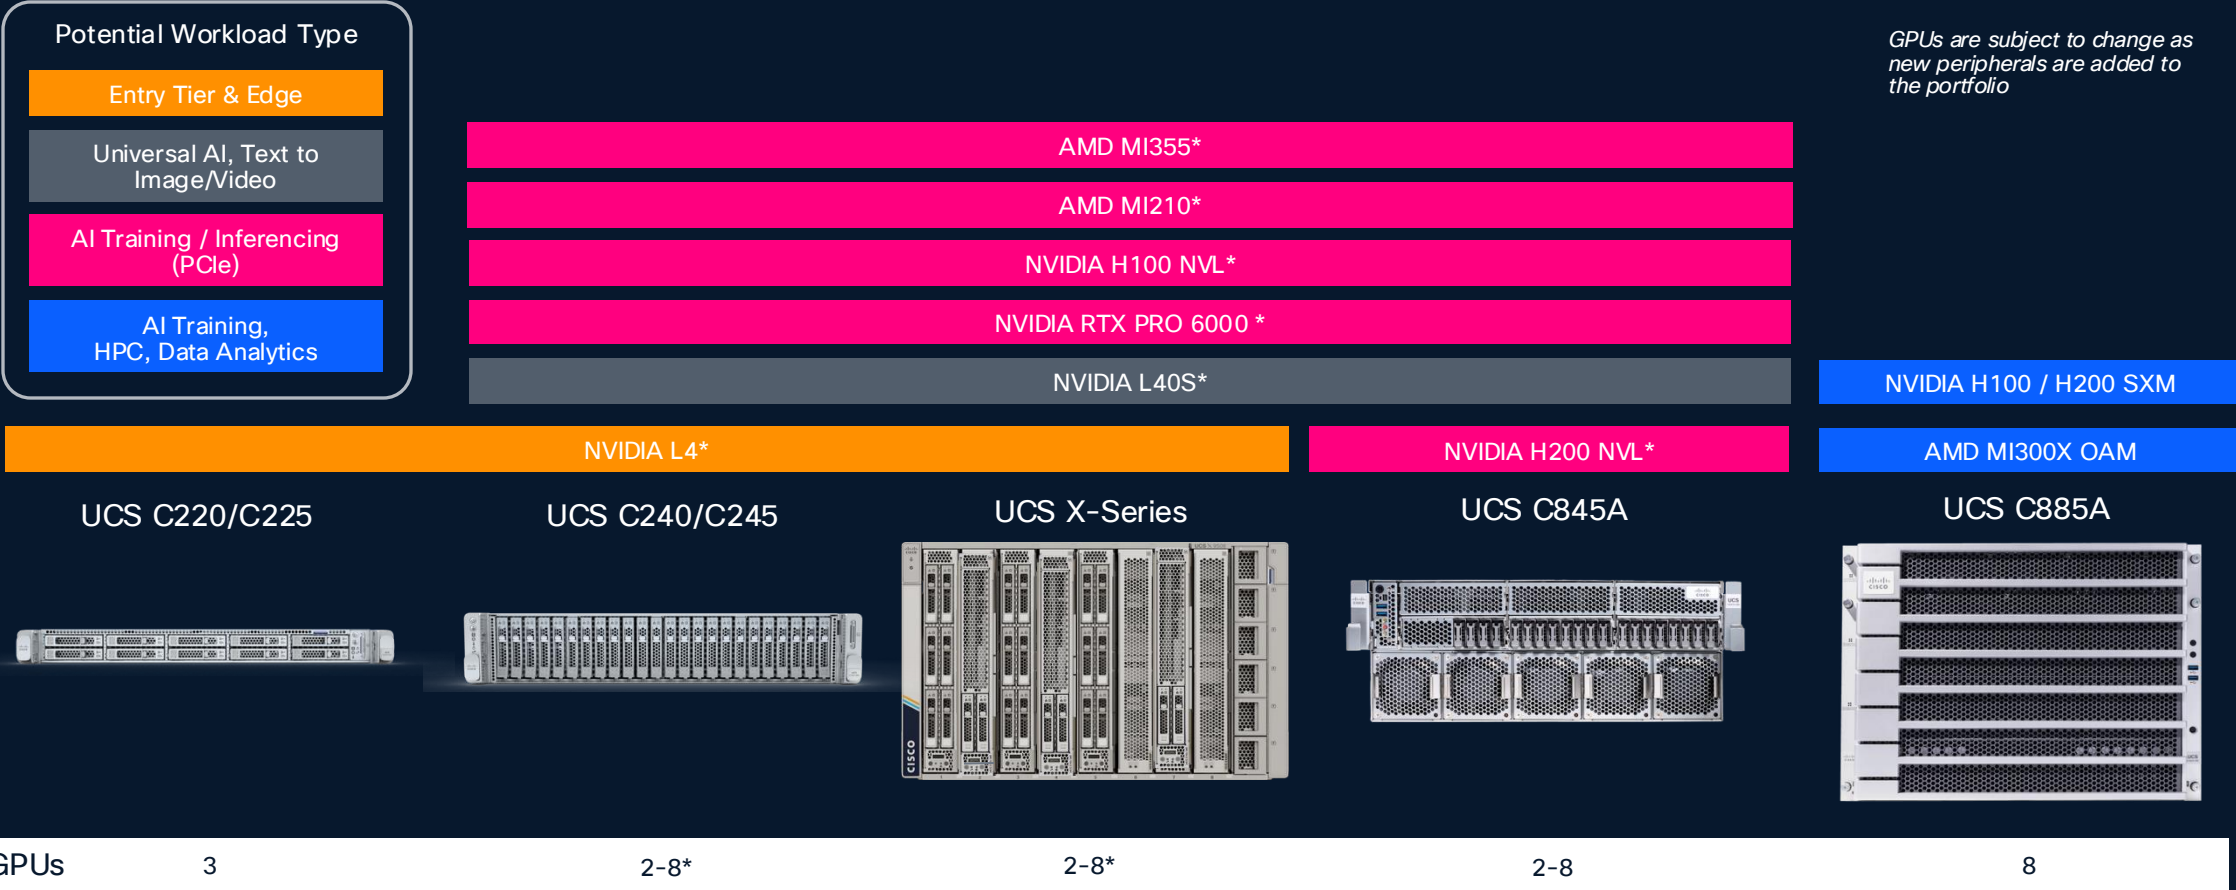 Potential Workload Type
Entry Tier & Edge
Universal AI, Text to
Image/Video
AI Training / Inferencing
(PCIe)
AI Training,
HPC, Data Analytics
GPUs are subject to change as
new peripherals are added to
the portfolio
AMD MI355*
AMD MI210*
NVIDIA H100 NVL*
NVIDIA RTX PRO 6000 *
NVIDIA L40S*
NVIDIA H100 / H200 SXM
NVIDIA L4*
NVIDIA H200 NVL*
AMD MI300X OAM
UCS C220/C225
UCS C240/C245
UCS X-Series
UCS C845A
UCS C885A
CISCO
UCS
CISCO
GPUs
3
2-8*
2-8*
2-8
8